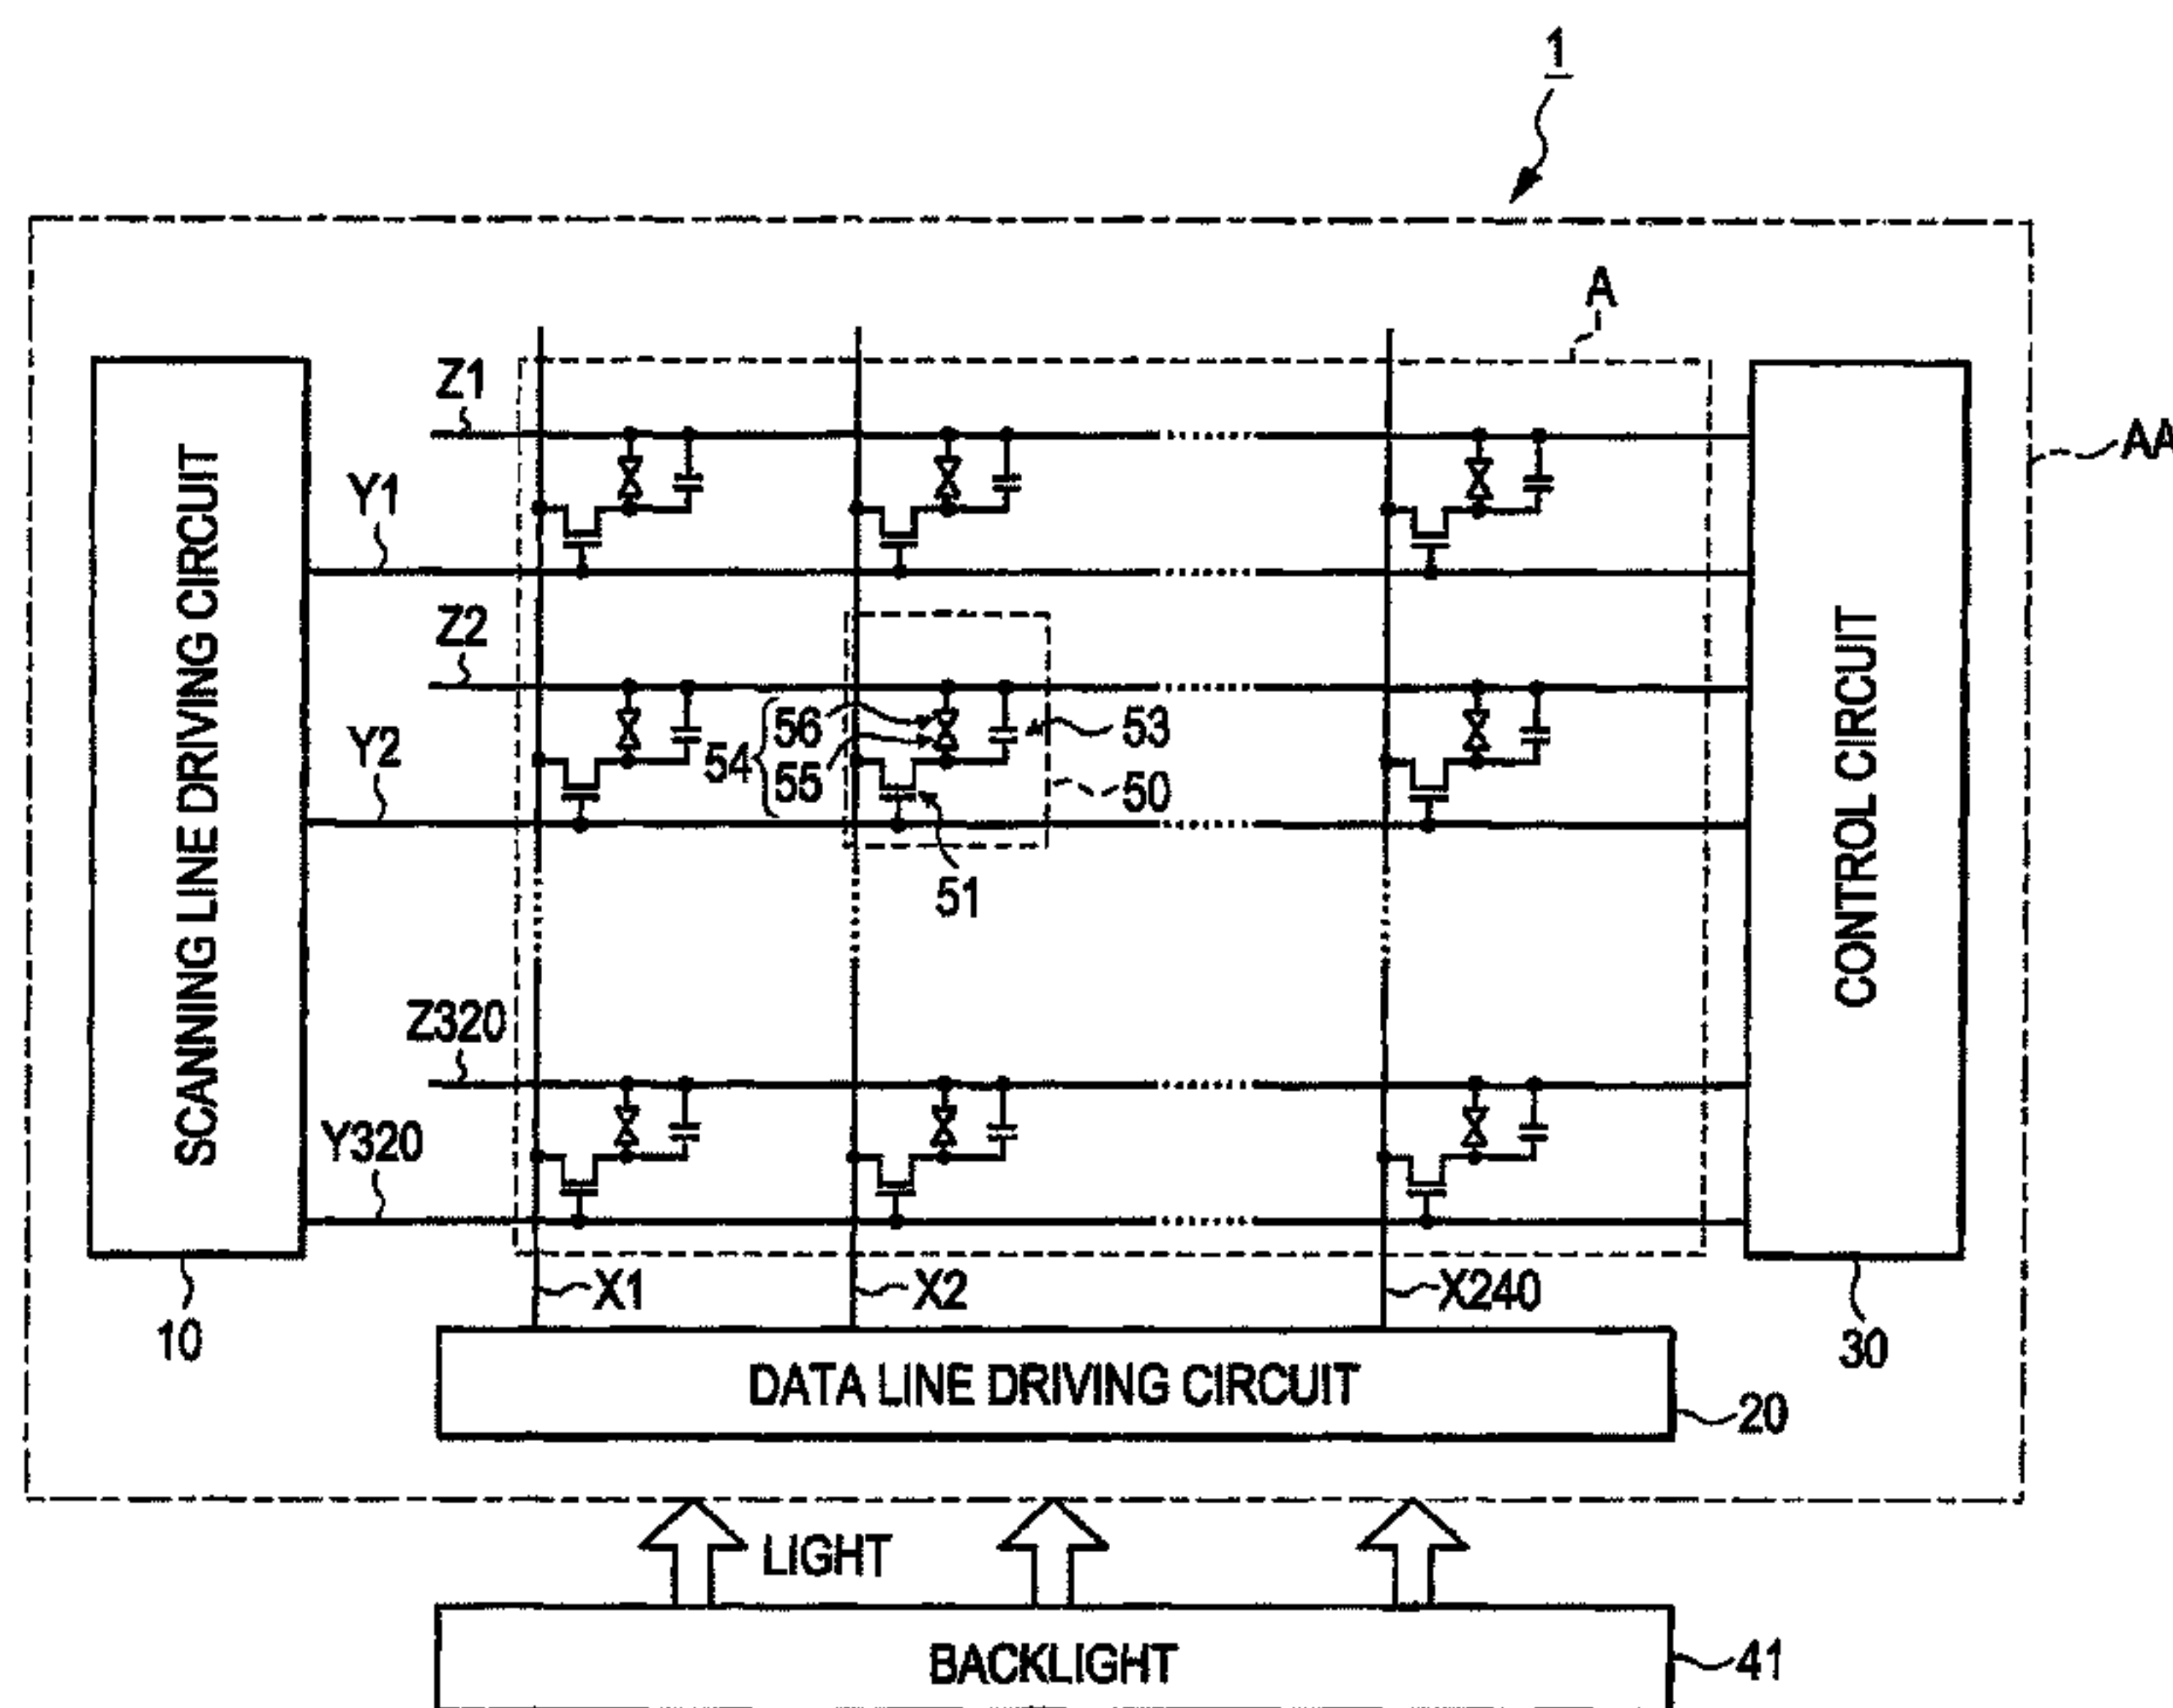 1
A
AA
Z1
Y1
Z2
Y2
54
56
55
53
50
51
Z320
Y320
SCANNING LINE DRIVING CIRCUIT
CONTROL CIRCUIT
X1
X2
X240
10
30
DATA LINE DRIVING CIRCUIT
20
LIGHT
BACKLIGHT
41